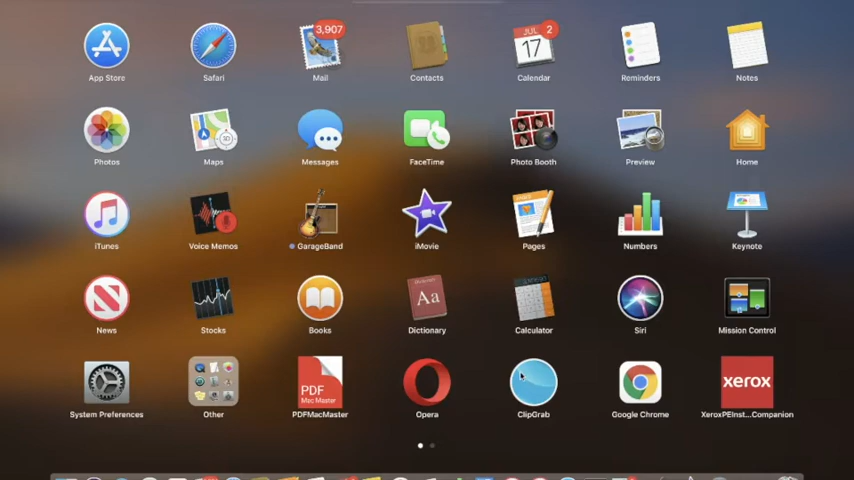 3,907
JUL
2
17
App Store
Safari
Mail
Contacts
Calendar
Reminders
Notes
3D
Photos
Maps
Messages
FaceTime
Photo Booth
Preview
Home
iTunes
Voice Memos
GarageBand
iMovie
Pages
Numbers
Keynote
Aa
News
Stocks
Books
Dictionary
Calculator
Siri
Mission Control
PDF
Mac Master
xerox
System Preferences
Other
PDFMacMaster
Opera
ClipGrab
Google Chrome
XeroxPEInst...Companion